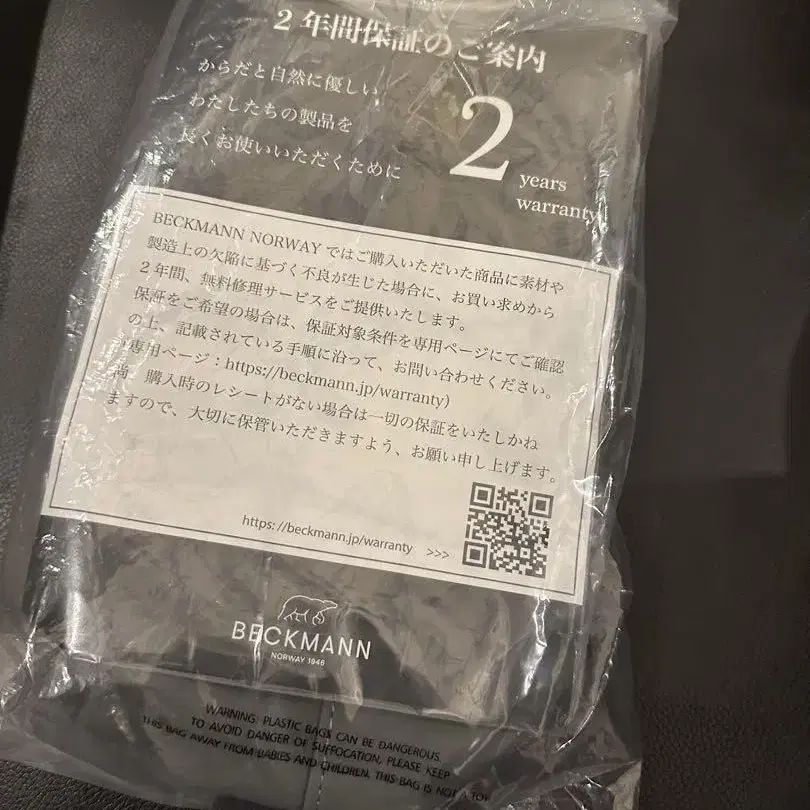 2年間保証のご案内
からだと自然に優しい
わたしたちの製品を
長くお使いいただくために
2
years
warranty
BECKMANN NORWAY ではご購入いただいた商品に素材や
製造上の欠陥に基づく不良が生じた場合に、お買い求めから
2年間、無料修理サービスをご提供いたします。
保証をご希望の場合は、保証対象条件を専用ページにてご確認
の上、記載されている手順に沿って、お問い合わせください。
(専用ページ:https://beckmann.jp/warranty)
尚、購入時のレシートがない場合は一切の保証をいたしかね
ますので、大切に保管いただきますよう、お願い申し上げます。
https://beckmann.jp/warranty >>>
BECKMANN
NORWAY 1946
WARNING: PLASTIC BAGS CAN BE DANGEROUS.
TO AVOID DANGER OF SUFFOCATION, PLEASE KEEP
THIS BAG AWAY FROM BABIES AND CHILDREN. THIS BAG IS NOT A TOY